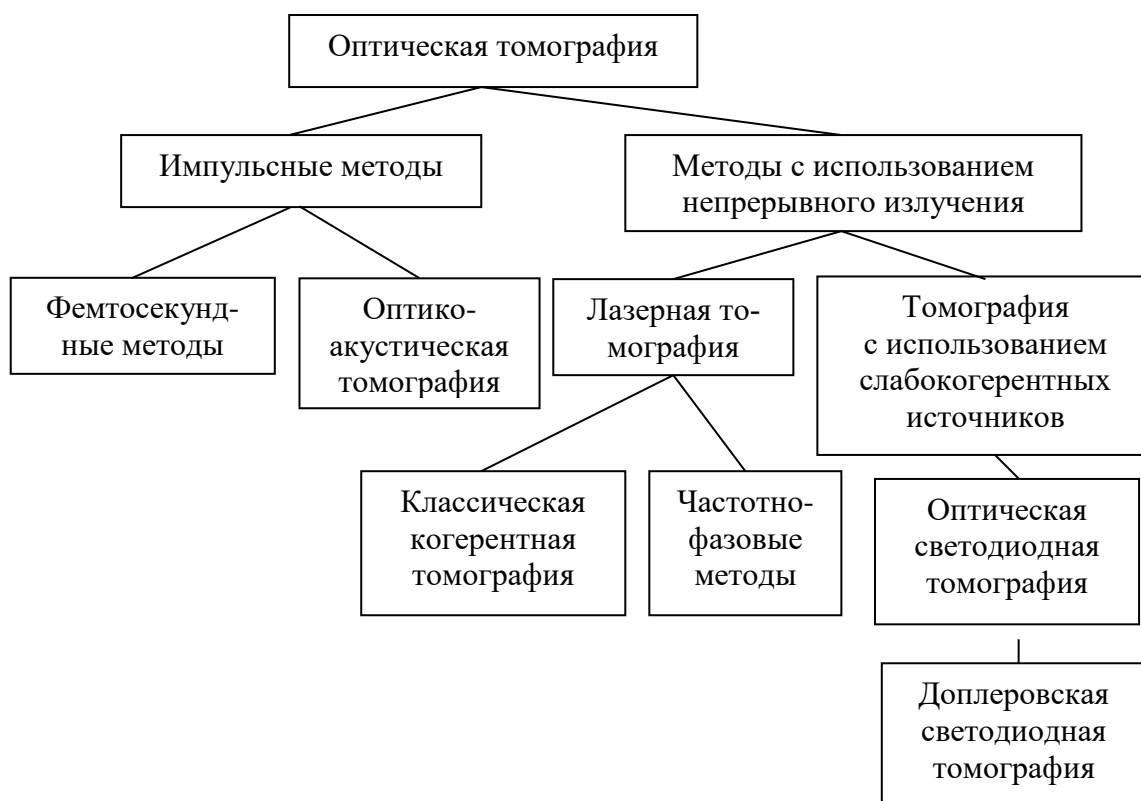 Оптическая томография
Импульсные методы
Методы с использованием
непрерывного излучения
Фемтосекунд-
ные методы
Оптико-
акустическая
томография
Лазерная то-
мография
Томография
с использованием
слабокогерентных
источников
Классическая
когерентная
томография
Частотно-
фазовые
методы
Оптическая
светодиодная
томография
Доплеровская
светодиодная
томография